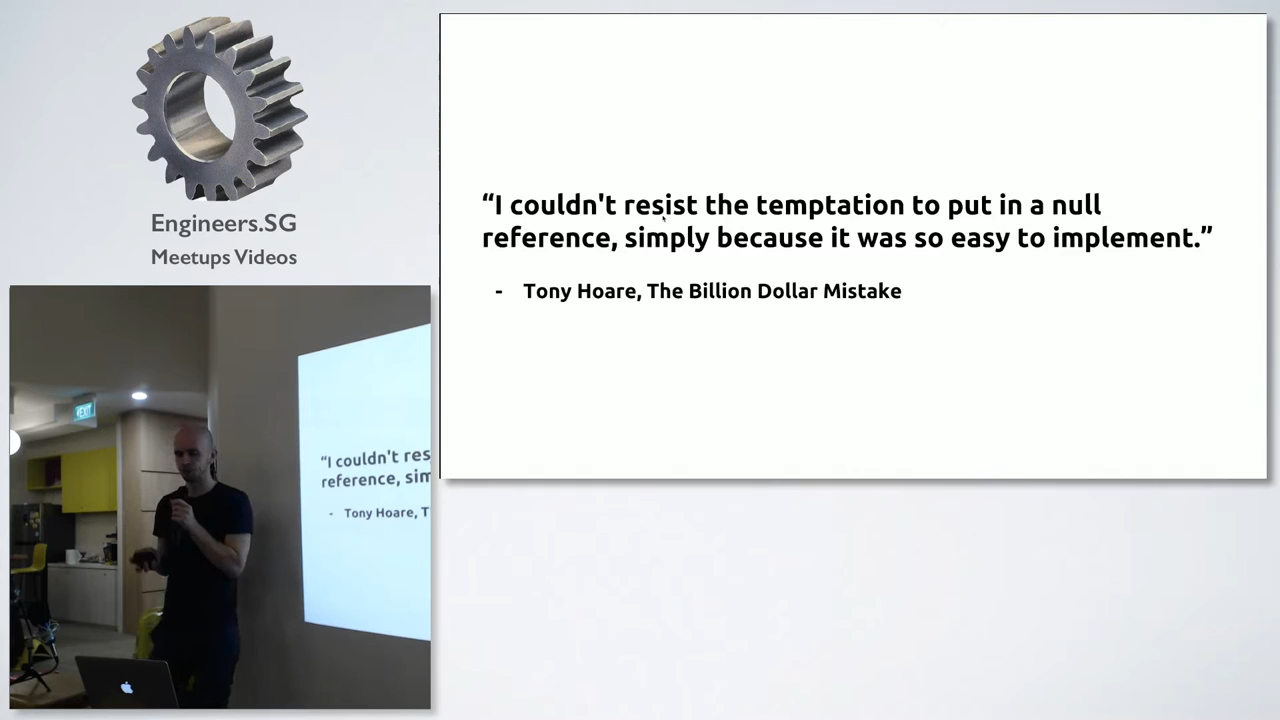 Engineers.SG
Meetups Videos
“I couldn't resist the temptation to put in a null
reference, simply because it was so easy to implement.”
- Tony Hoare, The Billion Dollar Mistake
EXIT
“I couldn't res
reference, sim
- Tony Hoare, T